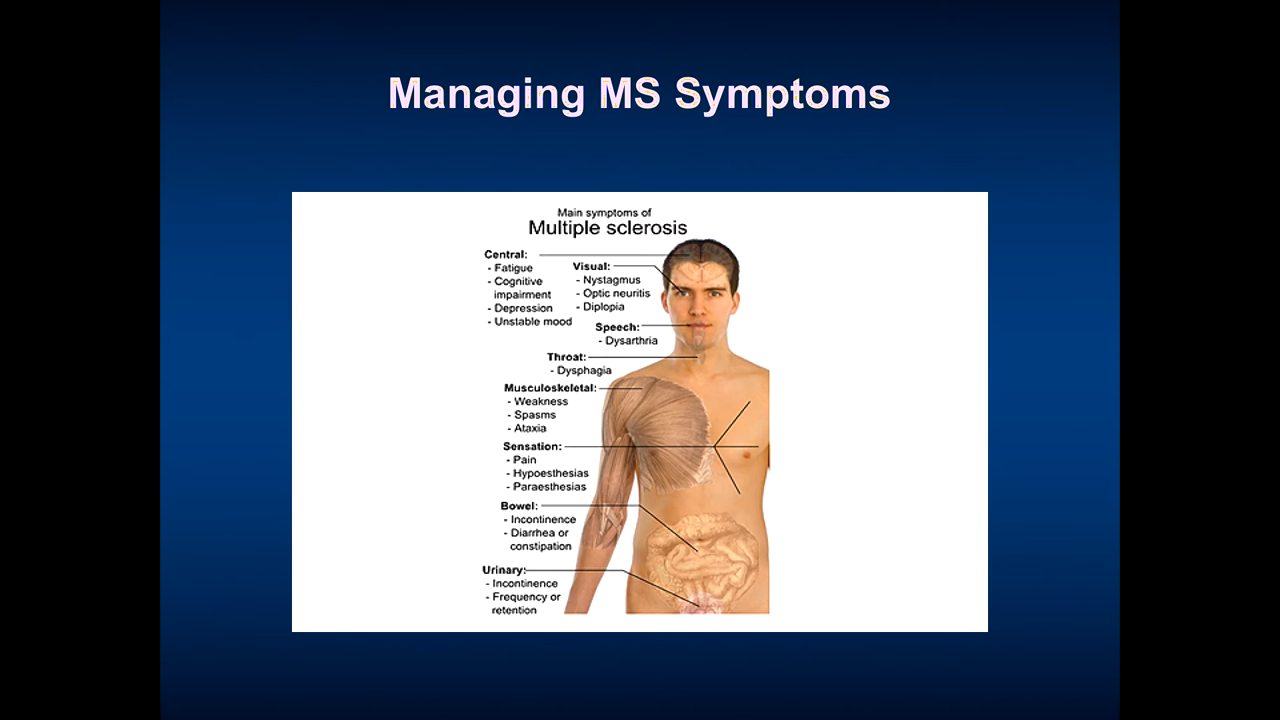 Managing MS Symptoms
Main symptoms of
Multiple sclerosis
Central:
- Fatigue
- Cognitive
impairment
- Depression
- Unstable mood
Visual:
- Nystagmus
- Optic neuritis
- Diplopia
Speech:
- Dysarthria
Throat:
- Dysphagia
Musculoskeletal:
- Weakness
- Spasms
- Ataxia
Sensation:
- Pain
- Hypoesthesias
- Paraesthesias
Bowel:
- Incontinence
- Diarrhea or
constipation
Urinary:
- Incontinence
- Frequency or
retention